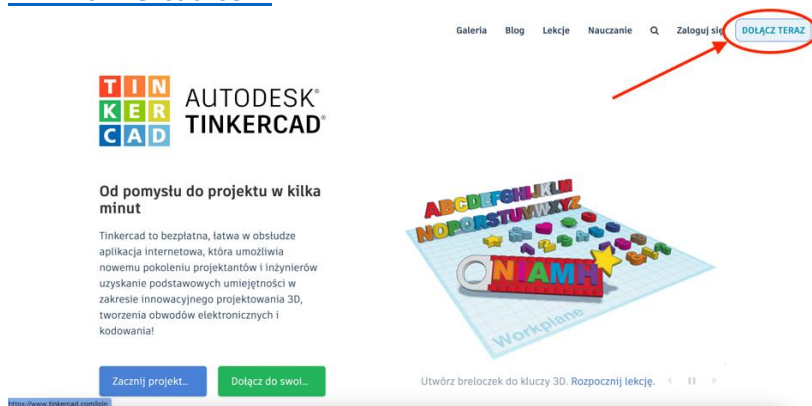 Galeria Blog Lekcje Nauczanie Zaloguj się DOŁĄCZ TERAZ
TIN
KER
CAD
AUTODESK®
TINKERCAD®
Od pomysłu do projektu w kilka
minut
Tinkercad to bezpłatna, łatwa w obsłudze
aplikacja internetowa, która umożliwia
nowemu pokoleniu projektantów i inżynierów
uzyskanie podstawowych umiejętności w
zakresie innowacyjnego projektowania 3D,
tworzenia obwodów elektronicznych i
kodowania!
Zacznij projekt... Dołącz do swoi...
ABCDEFGHIJKLM
NOPQRSTUVWXYZ
NIAMH
Workplane
Utwórz breloczek do kluczy 3D. Rozpocznij lekcję.
https://www.tinkercad.com/join